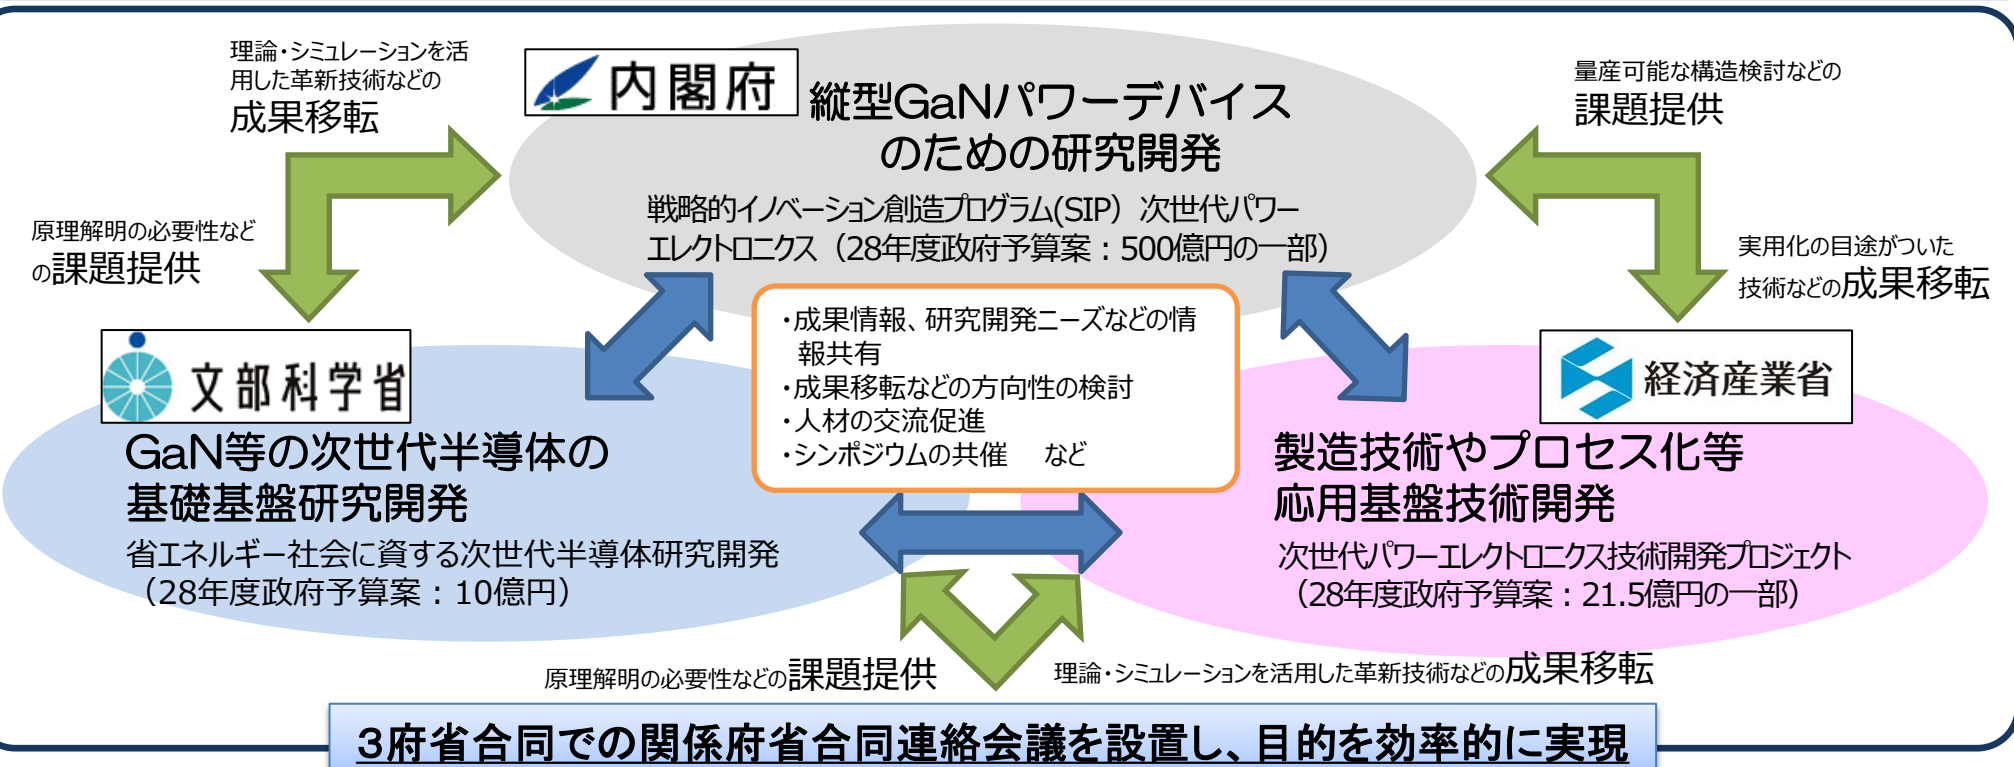 理論・シミュレーションを活
用した革新技術などの
成果移転
内閣府
縦型GaNパワーデバイス
のための研究開発
量産可能な構造検討などの
課題提供
戦略的イノベーション創造プログラム(SIP) 次世代パワー
エレクトロニクス（28年度政府予算案：500億円の一部）
原理解明の必要性など
の課題提供
実用化の目途がついた
技術などの成果移転
・成果情報、研究開発ニーズなどの情
報共有
・成果移転などの方向性の検討
・人材の交流促進
・シンポジウムの共催　など
文部科学省
GaN等の次世代半導体の
基礎基盤研究開発
省エネルギー社会に資する次世代半導体研究開発
（28年度政府予算案：10億円）
経済産業省
製造技術やプロセス化等
応用基盤技術開発
次世代パワーエレクトロニクス技術開発プロジェクト
（28年度政府予算案：21.5億円の一部）
原理解明の必要性などの課題提供
理論・シミュレーションを活用した革新技術などの成果移転
３府省合同での関係府省合同連絡会議を設置し、目的を効率的に実現